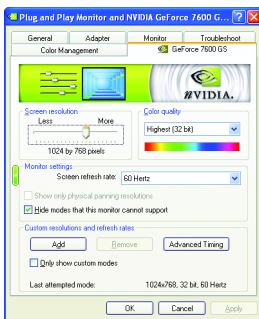 Plug and Play Monitor and NVIDIA GeForce 7600 G...
General Adapter Monitor Troubleshoot
Color Management GeForce 7600 GS
NVIDIA.
Screen resolution
Less More
1024 by 768 pixels
Color quality
Highest (32 bit)
Monitor settings
Screen refresh rate: 60 Hertz
Show only physical panning resolutions
Hide modes that this monitor cannot support
Custom resolutions and refresh rates
Add Remove Advanced Timing
Only show custom modes
Last attempted mode: 1024x768, 32 bit, 60 Hertz
OK Cancel Apply